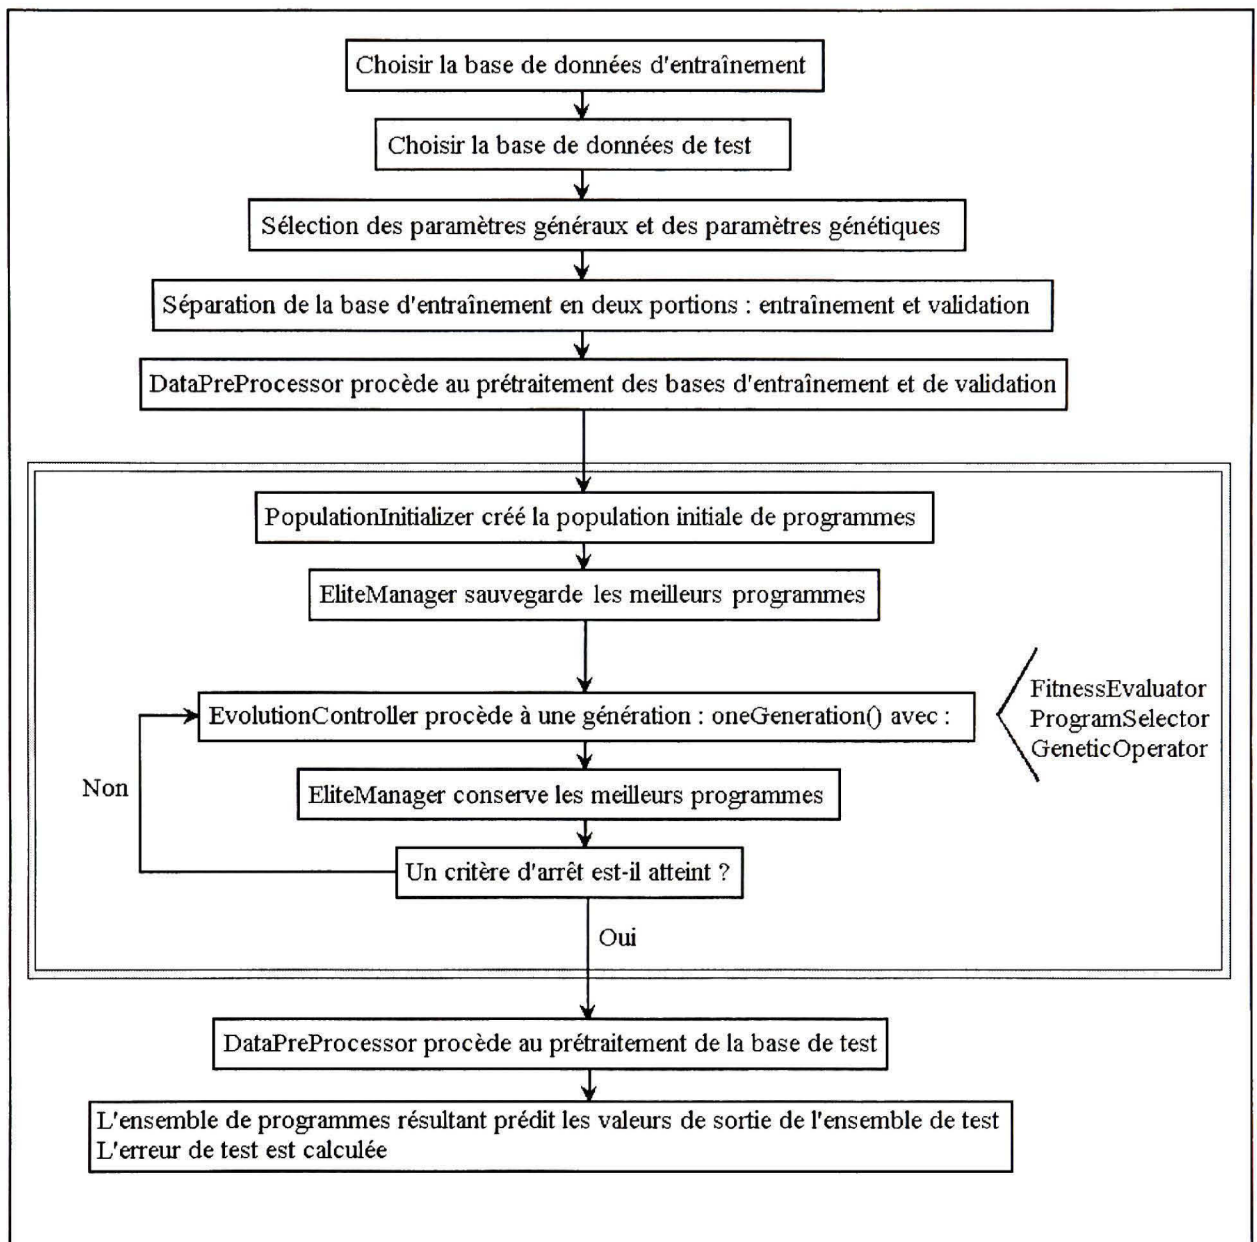 Choisir la base de données d'entraînement
Choisir la base de données de test
Sélection des paramètres généraux et des paramètres génétiques
Séparation de la base d'entraînement en deux portions : entraînement et validation
DataPreProcessor procède au prétraitement des bases d'entraînement et de validation
PopulationInitializer créé la population initiale de programmes
EliteManager sauvegarde les meilleurs programmes
EvolutionController procède à une génération : oneGeneration() avec :
FitnessEvaluator
ProgramSelector
GeneticOperator
Non
EliteManager conserve les meilleurs programmes
Un critère d'arrêt est-il atteint ?
Oui
DataPreProcessor procède au prétraitement de la base de test
L'ensemble de programmes résultant prédit les valeurs de sortie de l'ensemble de test
L'erreur de test est calculée